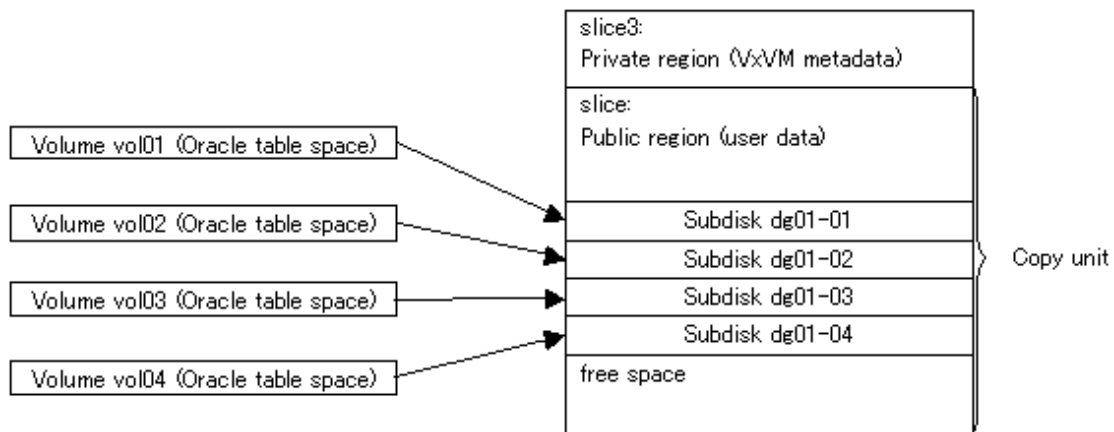 slice3:
Private region (VxVM metadata)
slice:
Public region (user data)
Volume vol01 (Oracle table space)
Volume vol02 (Oracle table space)
Volume vol03 (Oracle table space)
Volume vol04 (Oracle table space)
Subdisk dg01-01
Subdisk dg01-02
Subdisk dg01-03
Subdisk dg01-04
free space
Copy unit